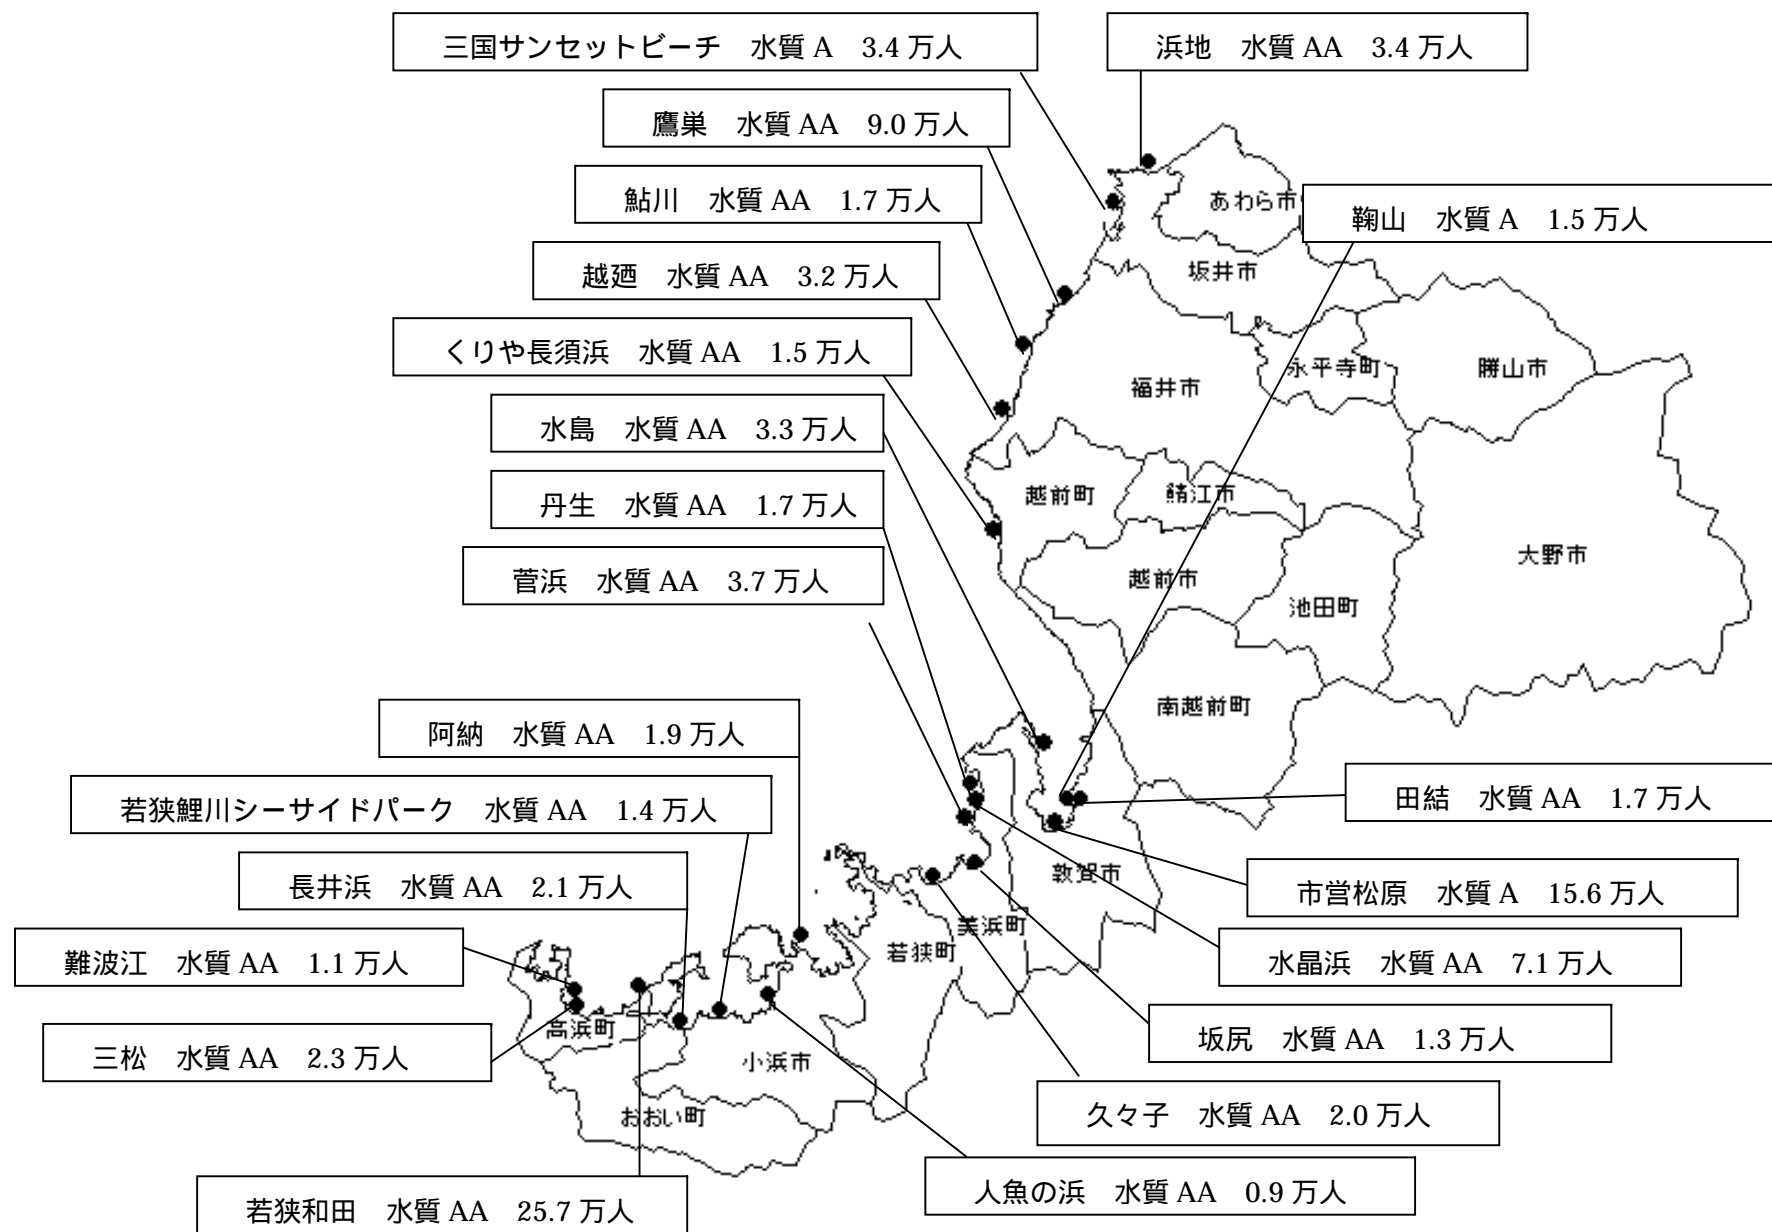 三国サンセットビーチ　水質 A　3.4 万人
浜地　水質 AA　3.4 万人
鷹巣　水質 AA　9.0 万人
鮎川　水質 AA　1.7 万人
あわら市
鞠山　水質 A　1.5 万人
越廼　水質 AA　3.2 万人
坂井市
くりや長須浜　水質 AA　1.5 万人
永平寺町
勝山市
福井市
水島　水質 AA　3.3 万人
丹生　水質 AA　1.7 万人
越前町
鯖江市
大野市
菅浜　水質 AA　3.7 万人
越前市
池田町
南越前町
阿納　水質 AA　1.9 万人
若狭鯉川シーサイドパーク　水質 AA　1.4 万人
田結　水質 AA　1.7 万人
長井浜　水質 AA　2.1 万人
敦賀市
市営松原　水質 A　15.6 万人
美浜町
若狭町
難波江　水質 AA　1.1 万人
水晶浜　水質 AA　7.1 万人
高浜町
三松　水質 AA　2.3 万人
小浜市
坂尻　水質 AA　1.3 万人
おおい町
久々子　水質 AA　2.0 万人
人魚の浜　水質 AA　0.9 万人
若狭和田　水質 AA　25.7 万人